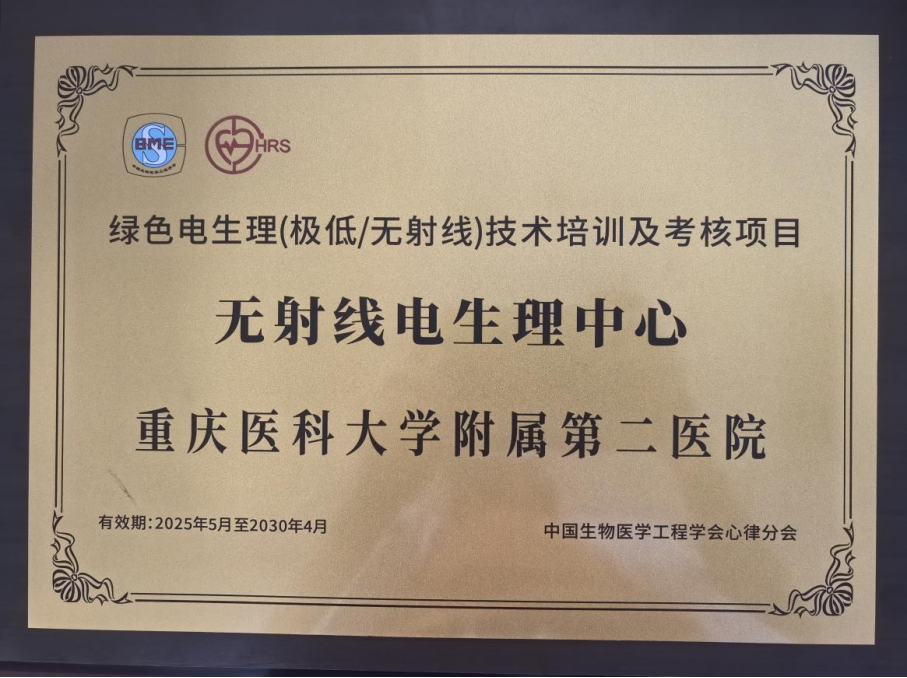 BME
HRS
绿色电生理(极低/无射线)技术培训及考核项目
无射线电生理中心
重庆医科大学附属第二医院
有效期:2025年5月至2030年4月
中国生物医学工程学会心律分会